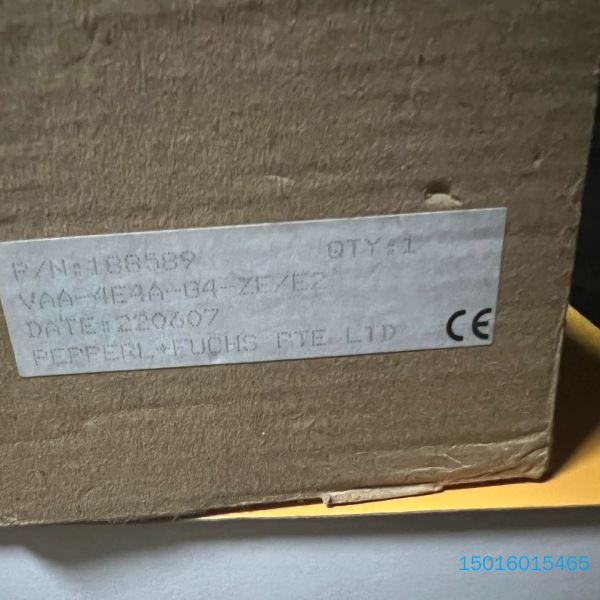 P/N:188589 QTY:1
VAA-4E4A-G4-ZE/E2
DATE:220607
PEPPERL+FUCHS PTE LTD
CE
15016015465